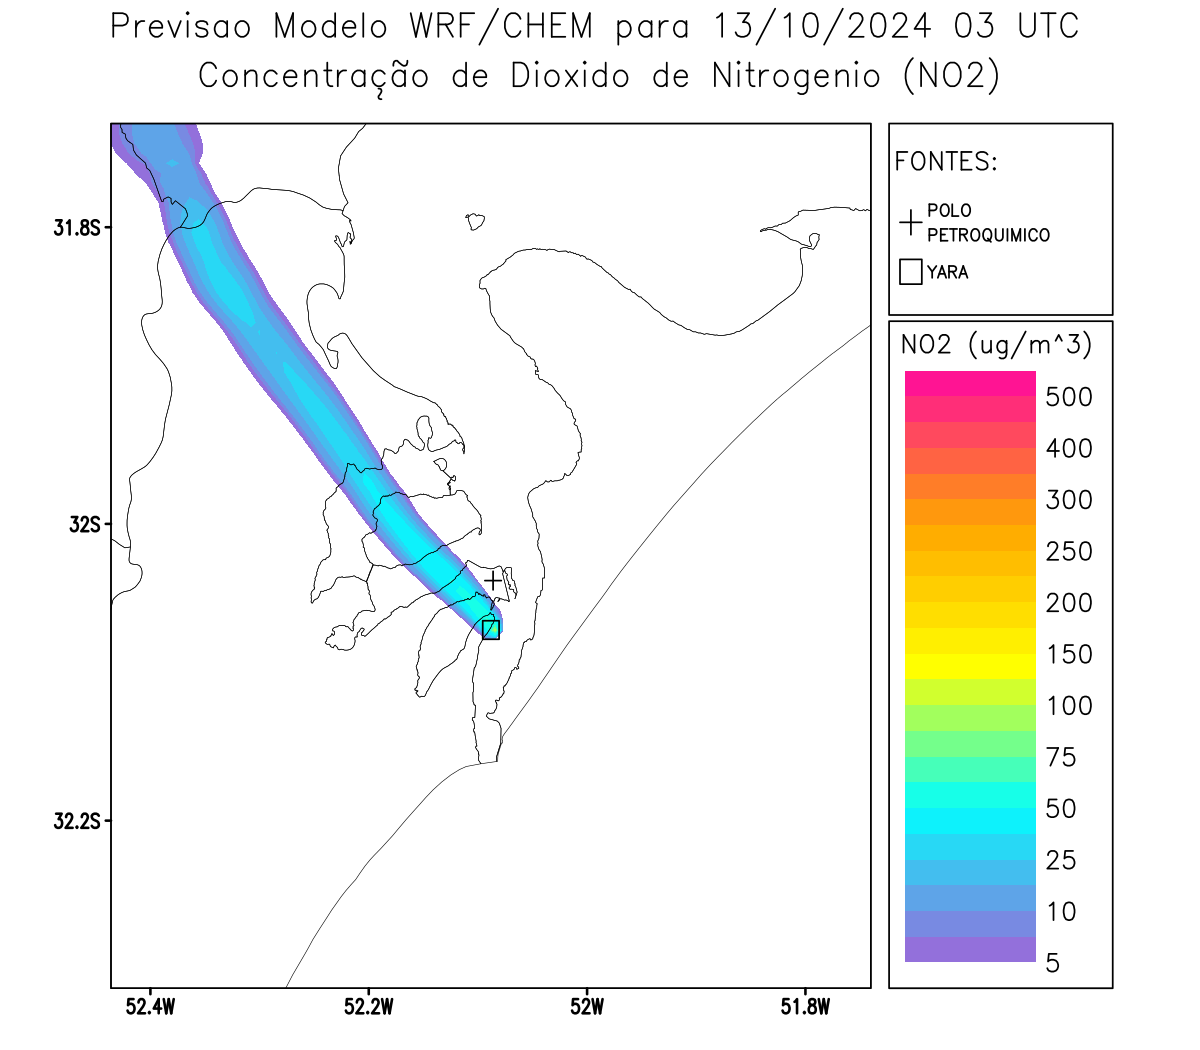 Previsao Modelo WRF/CHEM para 13/10/2024 03 UTC
Concentração de Dioxido de Nitrogenio (NO2)
FONTES:
POLO
PETROQUIMICO
YARA
NO2 (ug/m^3)
500
400
300
250
200
150
100
75
50
25
10
5
31.8S
32S
32.2S
52.4W
52.2W
52W
51.8W